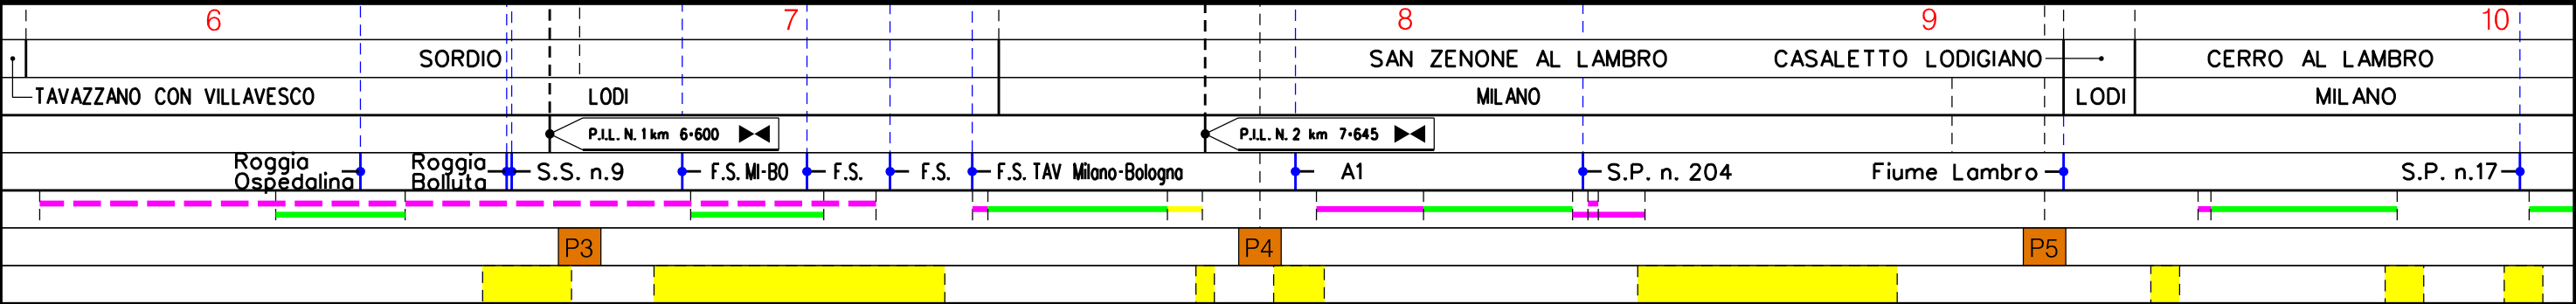 6 7 8 9 10
SORDIO SAN ZENONE AL LAMBRO CASALETTO LODIGIANO CERRO AL LAMBRO
TAVAZZANO CON VILLAVESCO LODI MILANO LODI MILANO
P.I.L. N. 1 km 6+600 P.I.L. N. 2 km 7+645
Roggia Ospedalina Roggia Bolluta S.S. n.9 F.S. MI-BO F.S. F.S. F.S. TAV Milano-Bologna A1 S.P. n. 204 Fiume Lambro S.P. n.17
P3 P4 P5